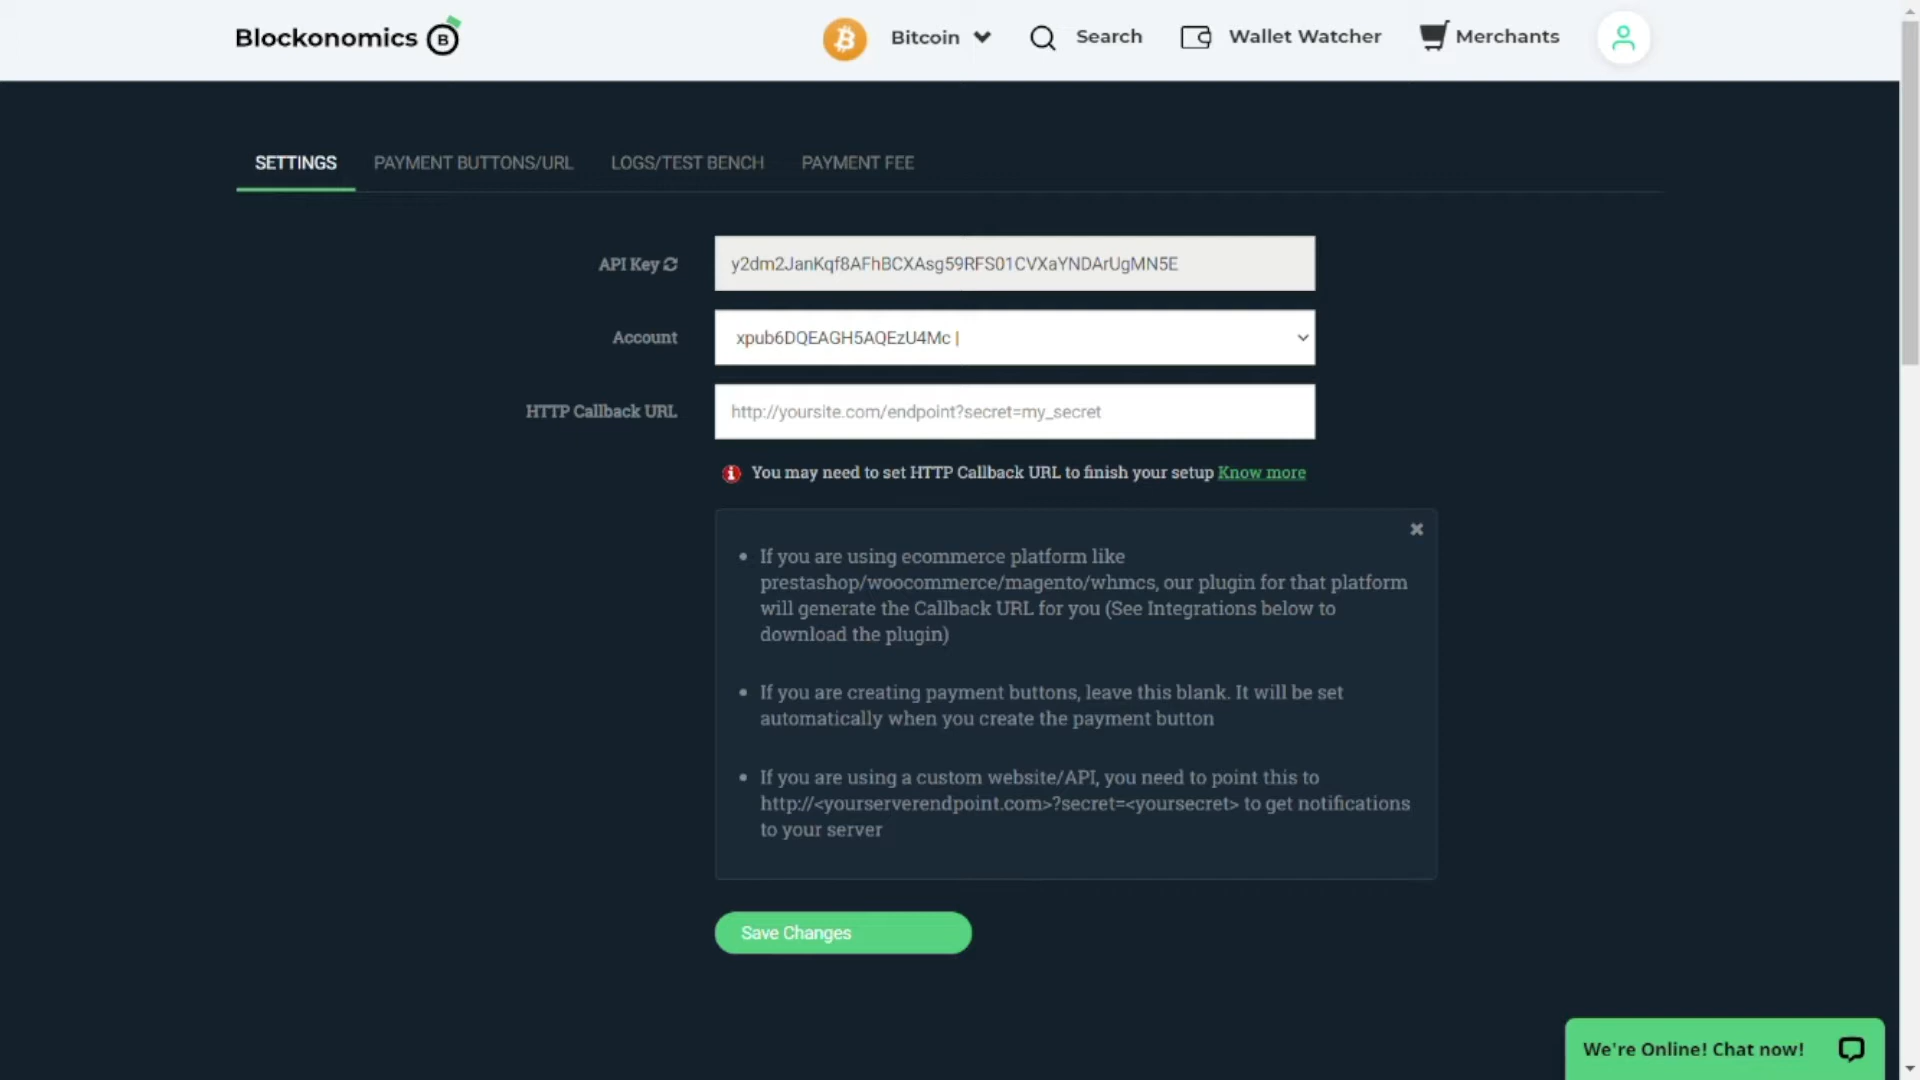 Blockonomics B
Bitcoin Search Wallet Watcher Merchants
SETTINGS PAYMENT BUTTONS/URL LOGS/TEST BENCH PAYMENT FEE
API Key y2dm2JanKqf8AFhBCXAsg59RFS01CVXaYNDArUgMN5E
Account xpub6DQEAGH5AQEzU4Mc |
HTTP Callback URL http://yoursite.com/endpoint?secret=my_secret
You may need to set HTTP Callback URL to finish your setup Know more
• If you are using ecommerce platform like
prestashop/woocommerce/magento/whmcs, our plugin for that platform
will generate the Callback URL for you (See Integrations below to
download the plugin)
• If you are creating payment buttons, leave this blank. It will be set
automatically when you create the payment button
• If you are using a custom website/API, you need to point this to
http://<yourserverendpoint.com>?secret=<yoursecret> to get notifications
to your server
Save Changes
We're Online! Chat now!